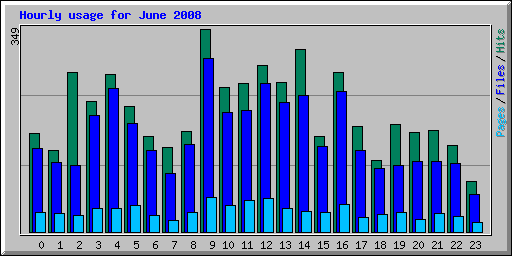 Hourly usage for June 2008
349
Pages/Files/Hits
0 1 2 3 4 5 6 7 8 9 10 11 12 13 14 15 16 17 18 19 20 21 22 23